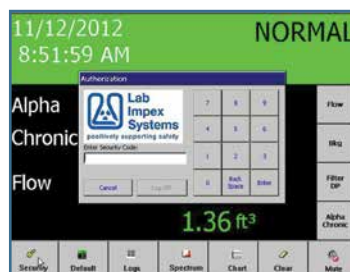 11/12/2012
NORMAL
8:51:59 AM
Authorization
Lab
Impex
Systems
positively supporting safety
Enter Security Code:
7 8 9
4 5 6
1 2 3
0 Back Space Enter
Cancel Log Off
Alpha
Chronic
Flow
1.36 ft³
Flow
Bkg
Filter
DP
Alpha
Chronic
Security Default Logs Spectrum Chart Clear Mute